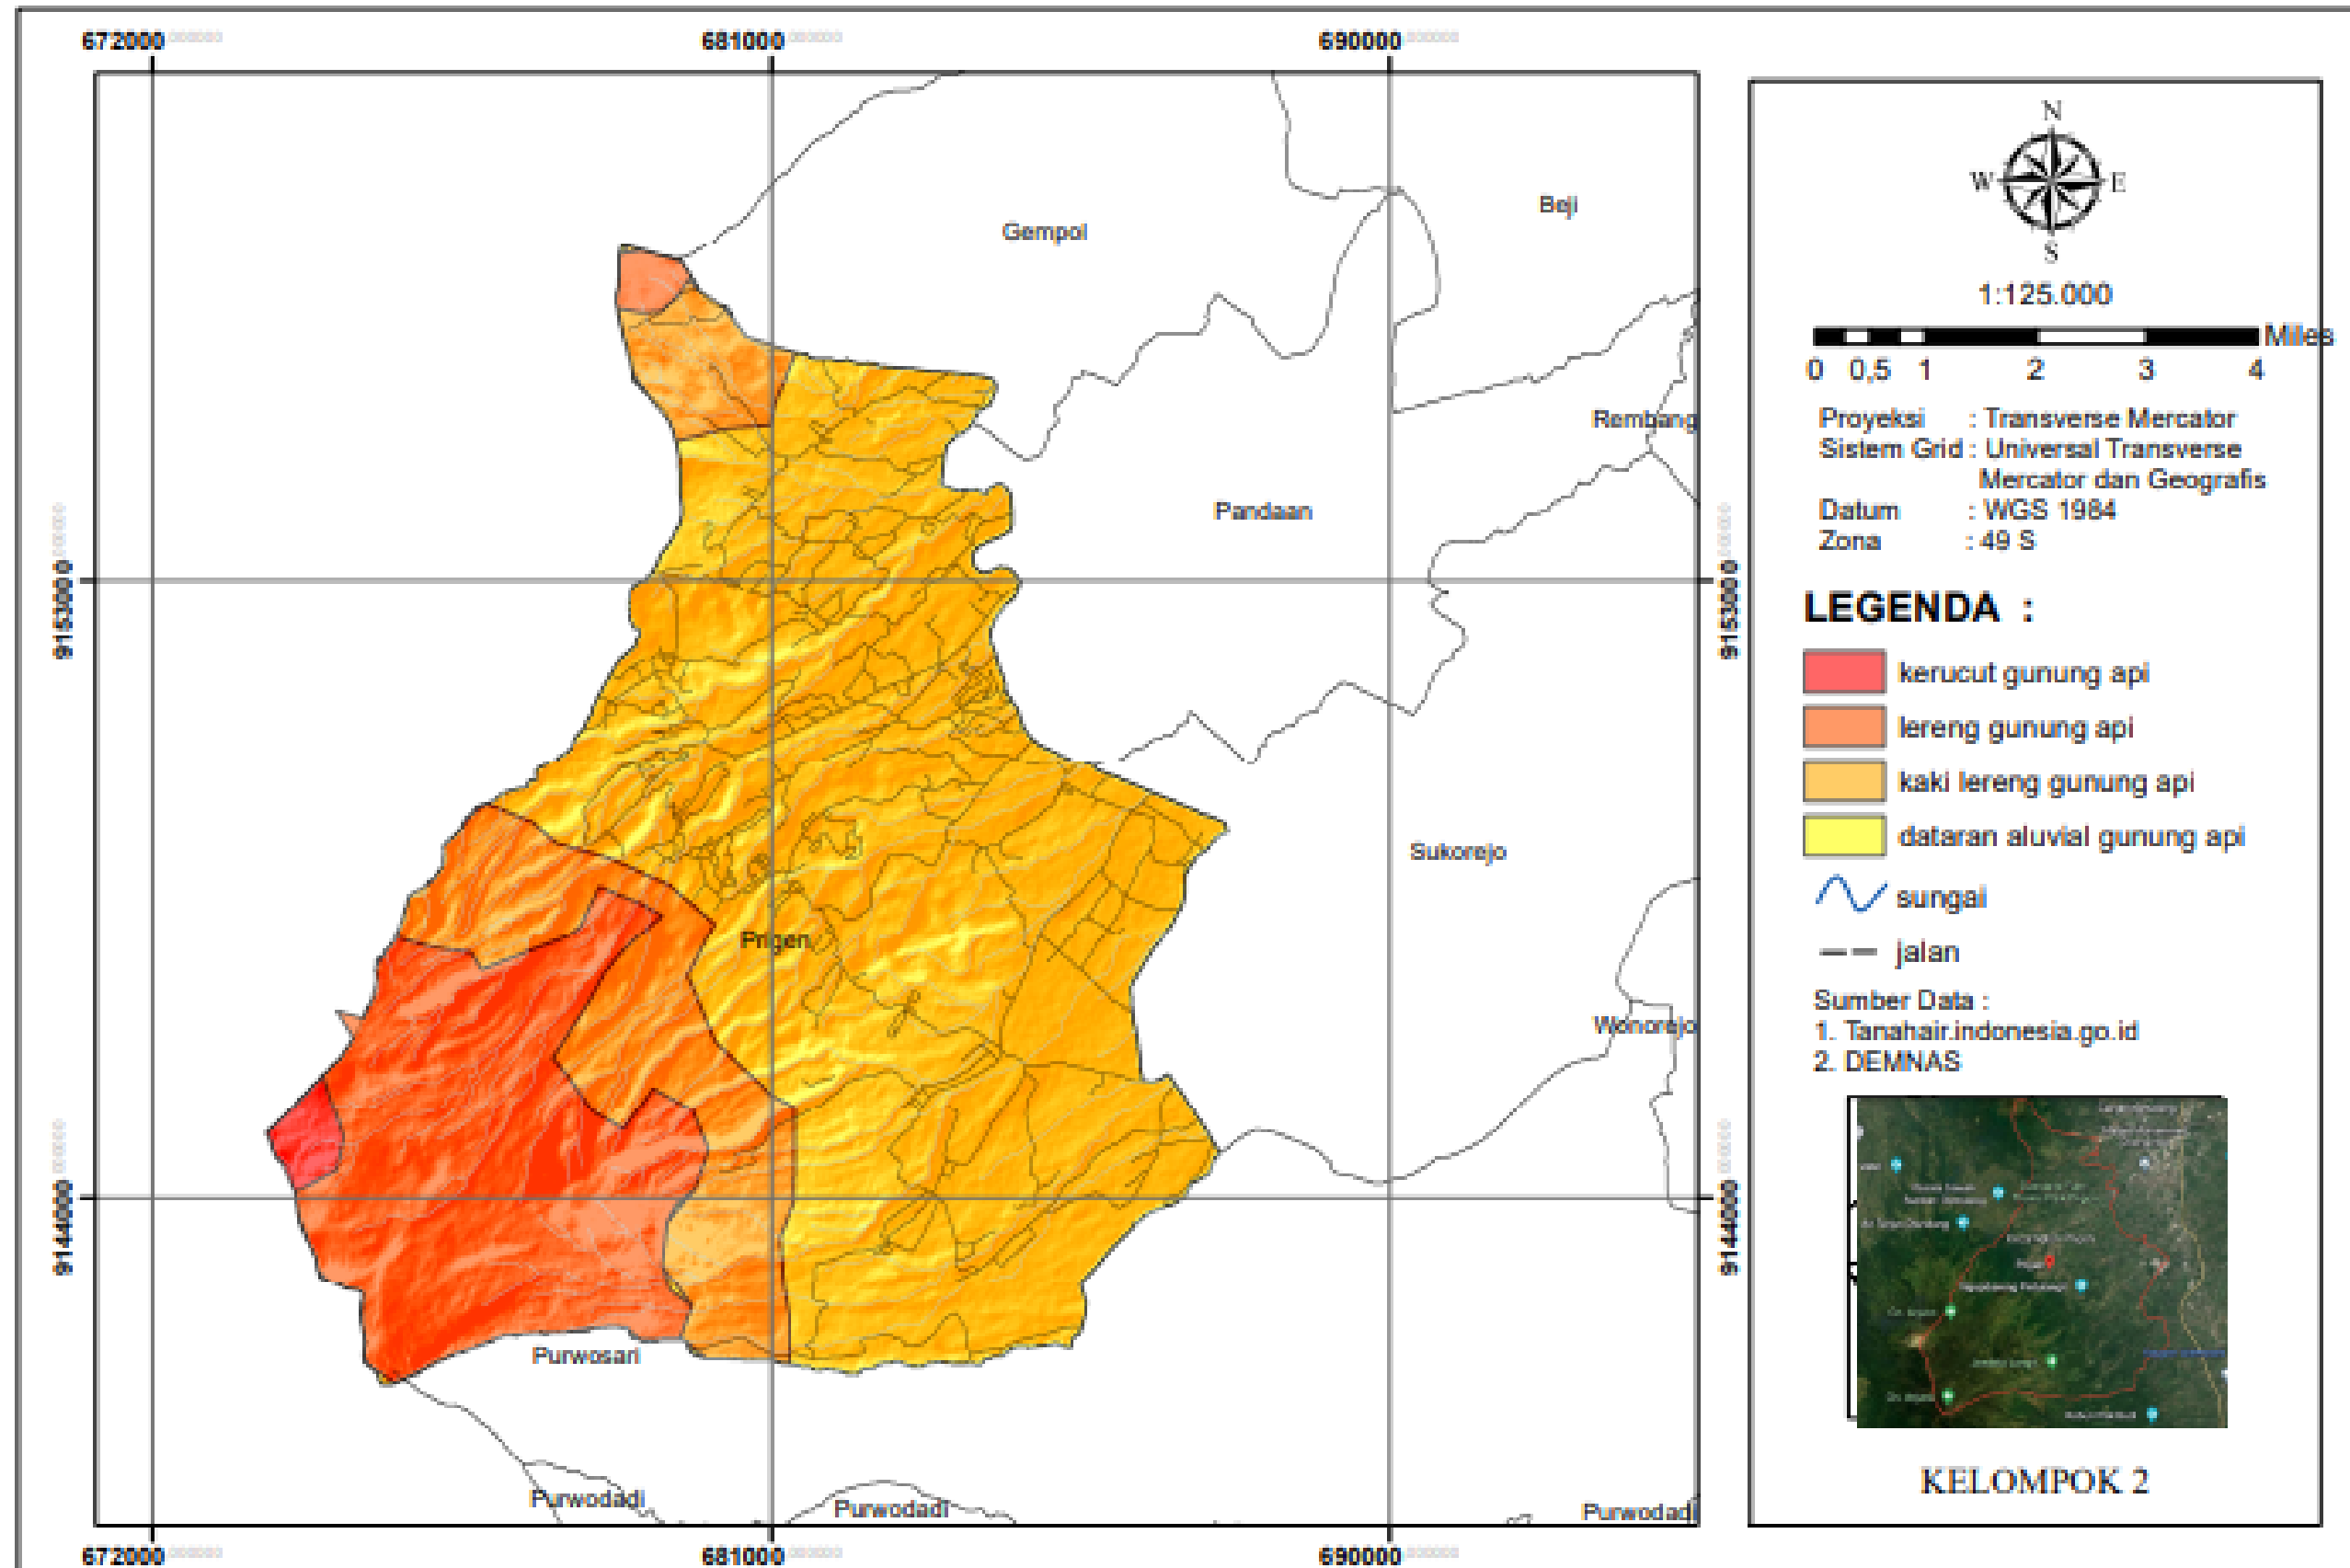 672000
681000
690000
9153000
9144000
Gempol
Beji
Rembang
Pandaan
Sukorejo
Prigen
Wonorejo
Purwosari
Purwodadi
Purwodadi
Purwodadi
9153000
9144000
672000
681000
690000
N
W E
S
1:125.000
Miles
0 0,5 1 2 3 4
Proyeksi : Transverse Mercator
Sistem Grid : Universal Transverse
Mercator dan Geografis
Datum : WGS 1984
Zona : 49 S
LEGENDA :
kerucut gunung api
lereng gunung api
kaki lereng gunung api
dataran aluvial gunung api
sungai
jalan
Sumber Data :
1. Tanahair.indonesia.go.id
2. DEMNAS
KELOMPOK 2